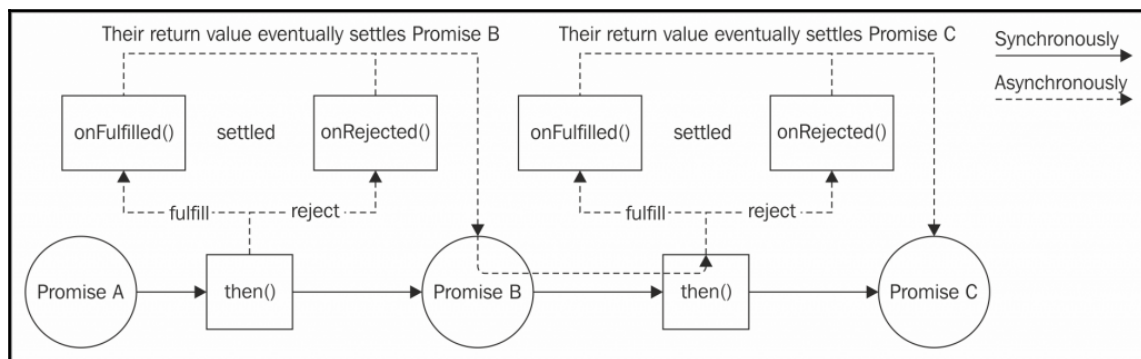 Their return value eventually settles Promise B
Their return value eventually settles Promise C
Synchronously
Asynchronously
onFulfilled()
settled
onRejected()
onFulfilled()
settled
onRejected()
fulfill
reject
fulfill
reject
Promise A
then()
Promise B
then()
Promise C